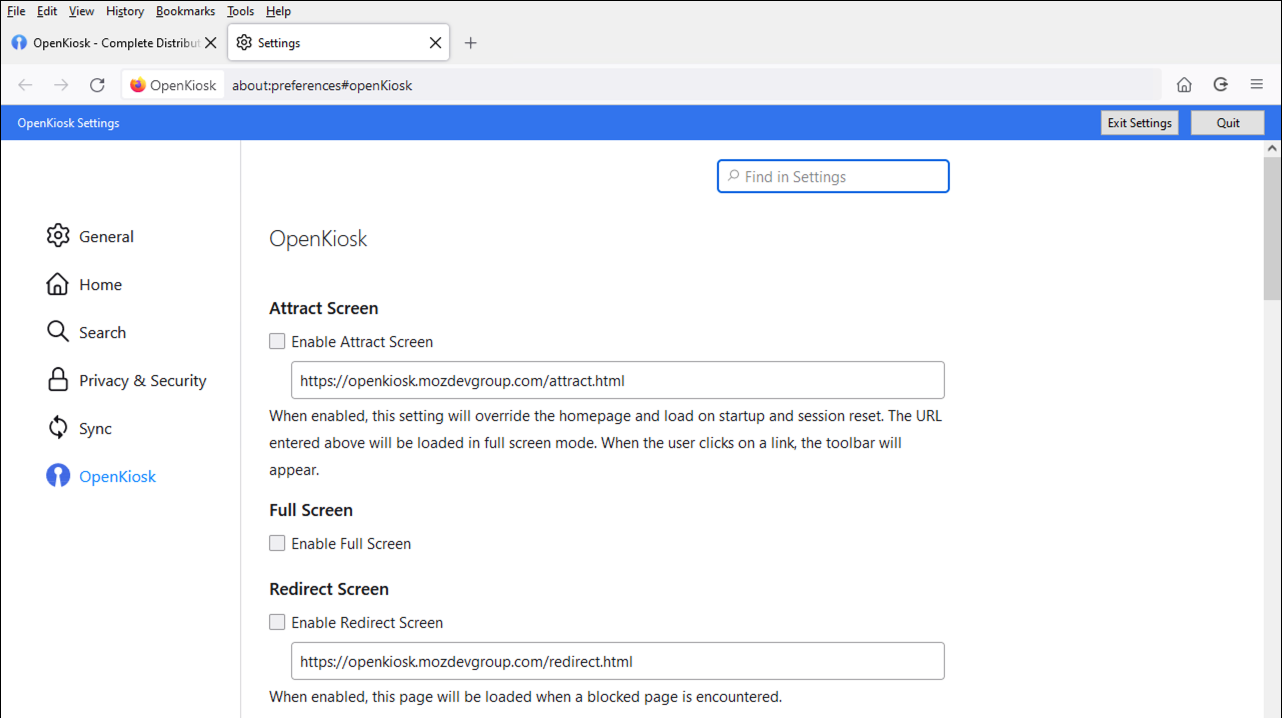 File Edit View History Bookmarks Tools Help
OpenKiosk - Complete Distribut
Settings
OpenKiosk about:preferences#openKiosk
OpenKiosk Settings Exit Settings Quit
Find in Settings
General
Home
Search
Privacy & Security
Sync
OpenKiosk
OpenKiosk
Attract Screen
Enable Attract Screen
https://openkiosk.mozdevgroup.com/attract.html
When enabled, this setting will override the homepage and load on startup and session reset. The URL
entered above will be loaded in full screen mode. When the user clicks on a link, the toolbar will
appear.
Full Screen
Enable Full Screen
Redirect Screen
Enable Redirect Screen
https://openkiosk.mozdevgroup.com/redirect.html
When enabled, this page will be loaded when a blocked page is encountered.